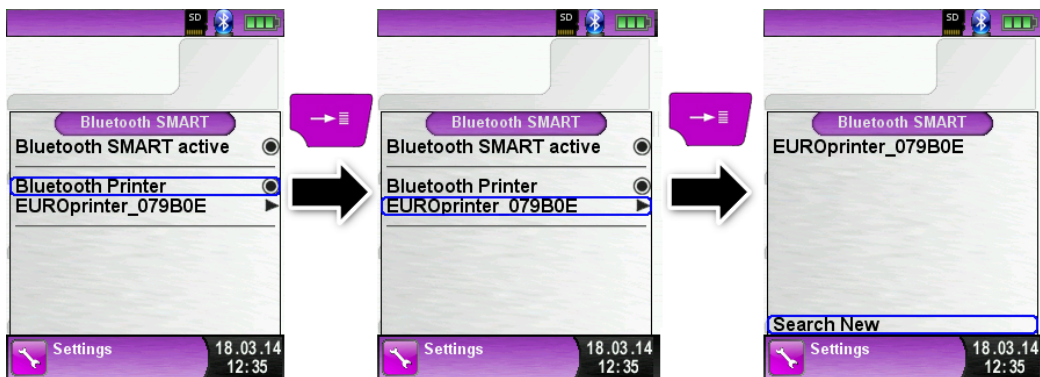 SD
Bluetooth SMART
Bluetooth SMART active
Bluetooth Printer
EUROprinter_079B0E
Settings
18.03.14
12:35
SD
Bluetooth SMART
Bluetooth SMART active
Bluetooth Printer
EUROprinter_079B0E
Settings
18.03.14
12:35
SD
Bluetooth SMART
EUROprinter_079B0E
Search New
Settings
18.03.14
12:35